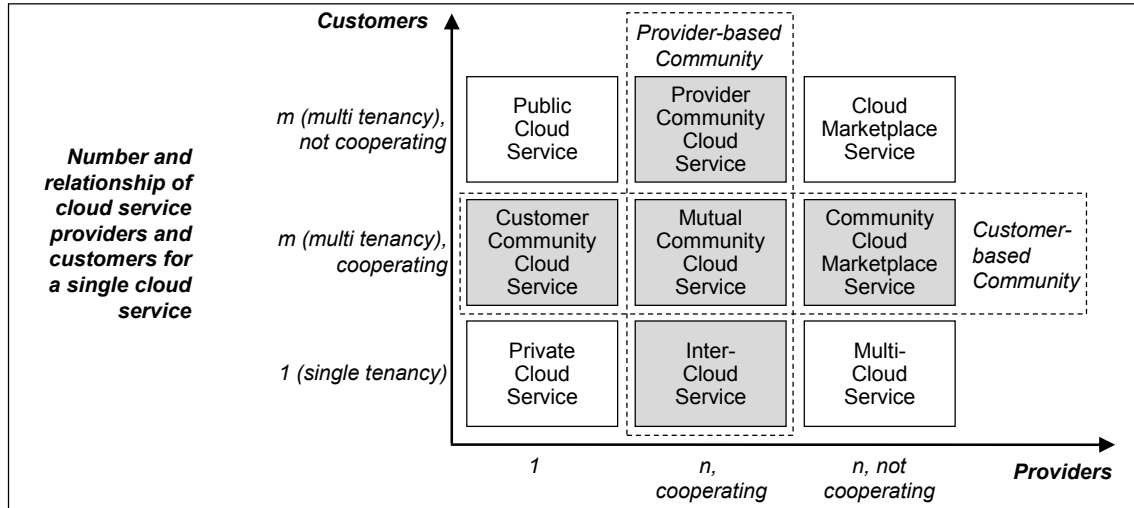 Customers
Provider-based
Community
m (multi tenancy),
not cooperating
Public
Cloud
Service
Provider
Community
Cloud
Service
Cloud
Marketplace
Service
Number and
relationship of
cloud service
providers and
customers for
a single cloud
service
m (multi tenancy),
cooperating
Customer
Community
Cloud
Service
Mutual
Community
Cloud
Service
Community
Cloud
Marketplace
Service
Customer-
based
Community
1 (single tenancy)
Private
Cloud
Service
Inter-
Cloud
Service
Multi-
Cloud
Service
1
n,
cooperating
n, not
cooperating
Providers